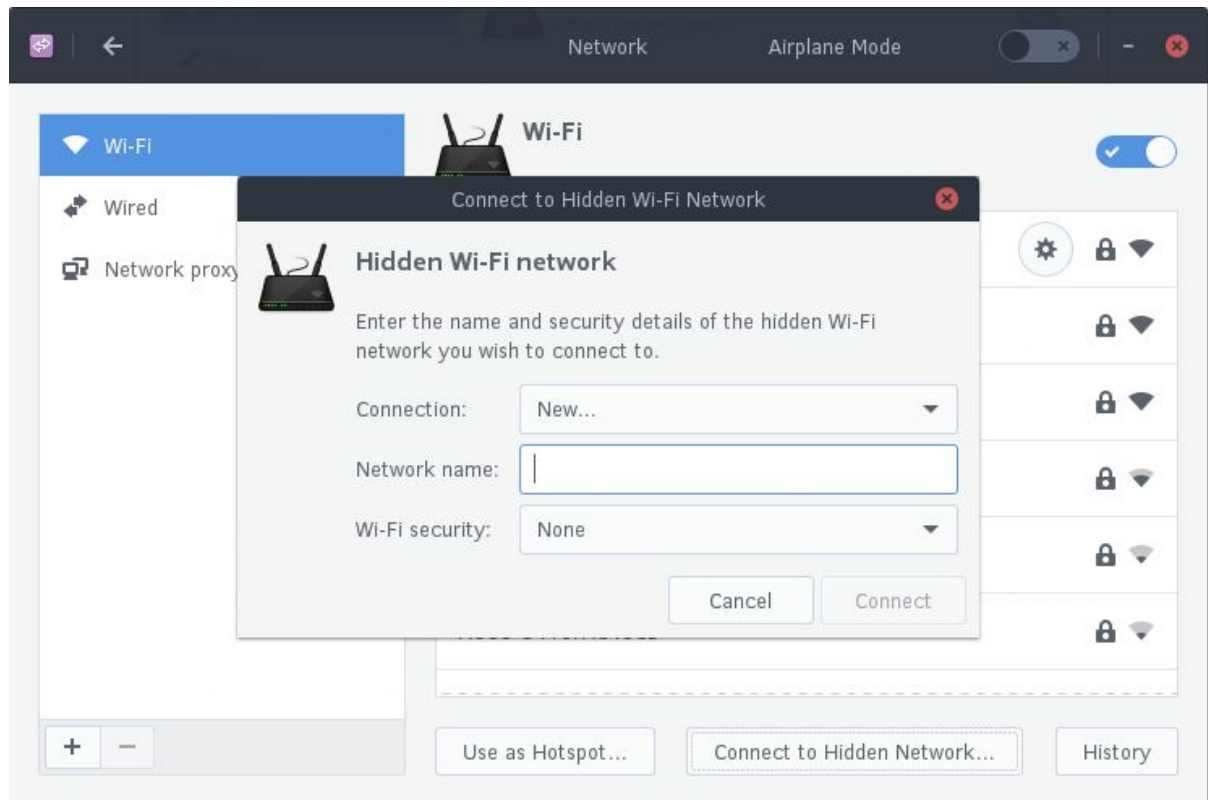 Network
Airplane Mode
Wi-Fi
Wi-Fi
Wired
Network proxy
Connect to Hidden Wi-Fi Network
Hidden Wi-Fi network
Enter the name and security details of the hidden Wi-Fi
network you wish to connect to.
Connection: New...
Network name:
Wi-Fi security: None
Cancel
Connect
Use as Hotspot...
Connect to Hidden Network...
History